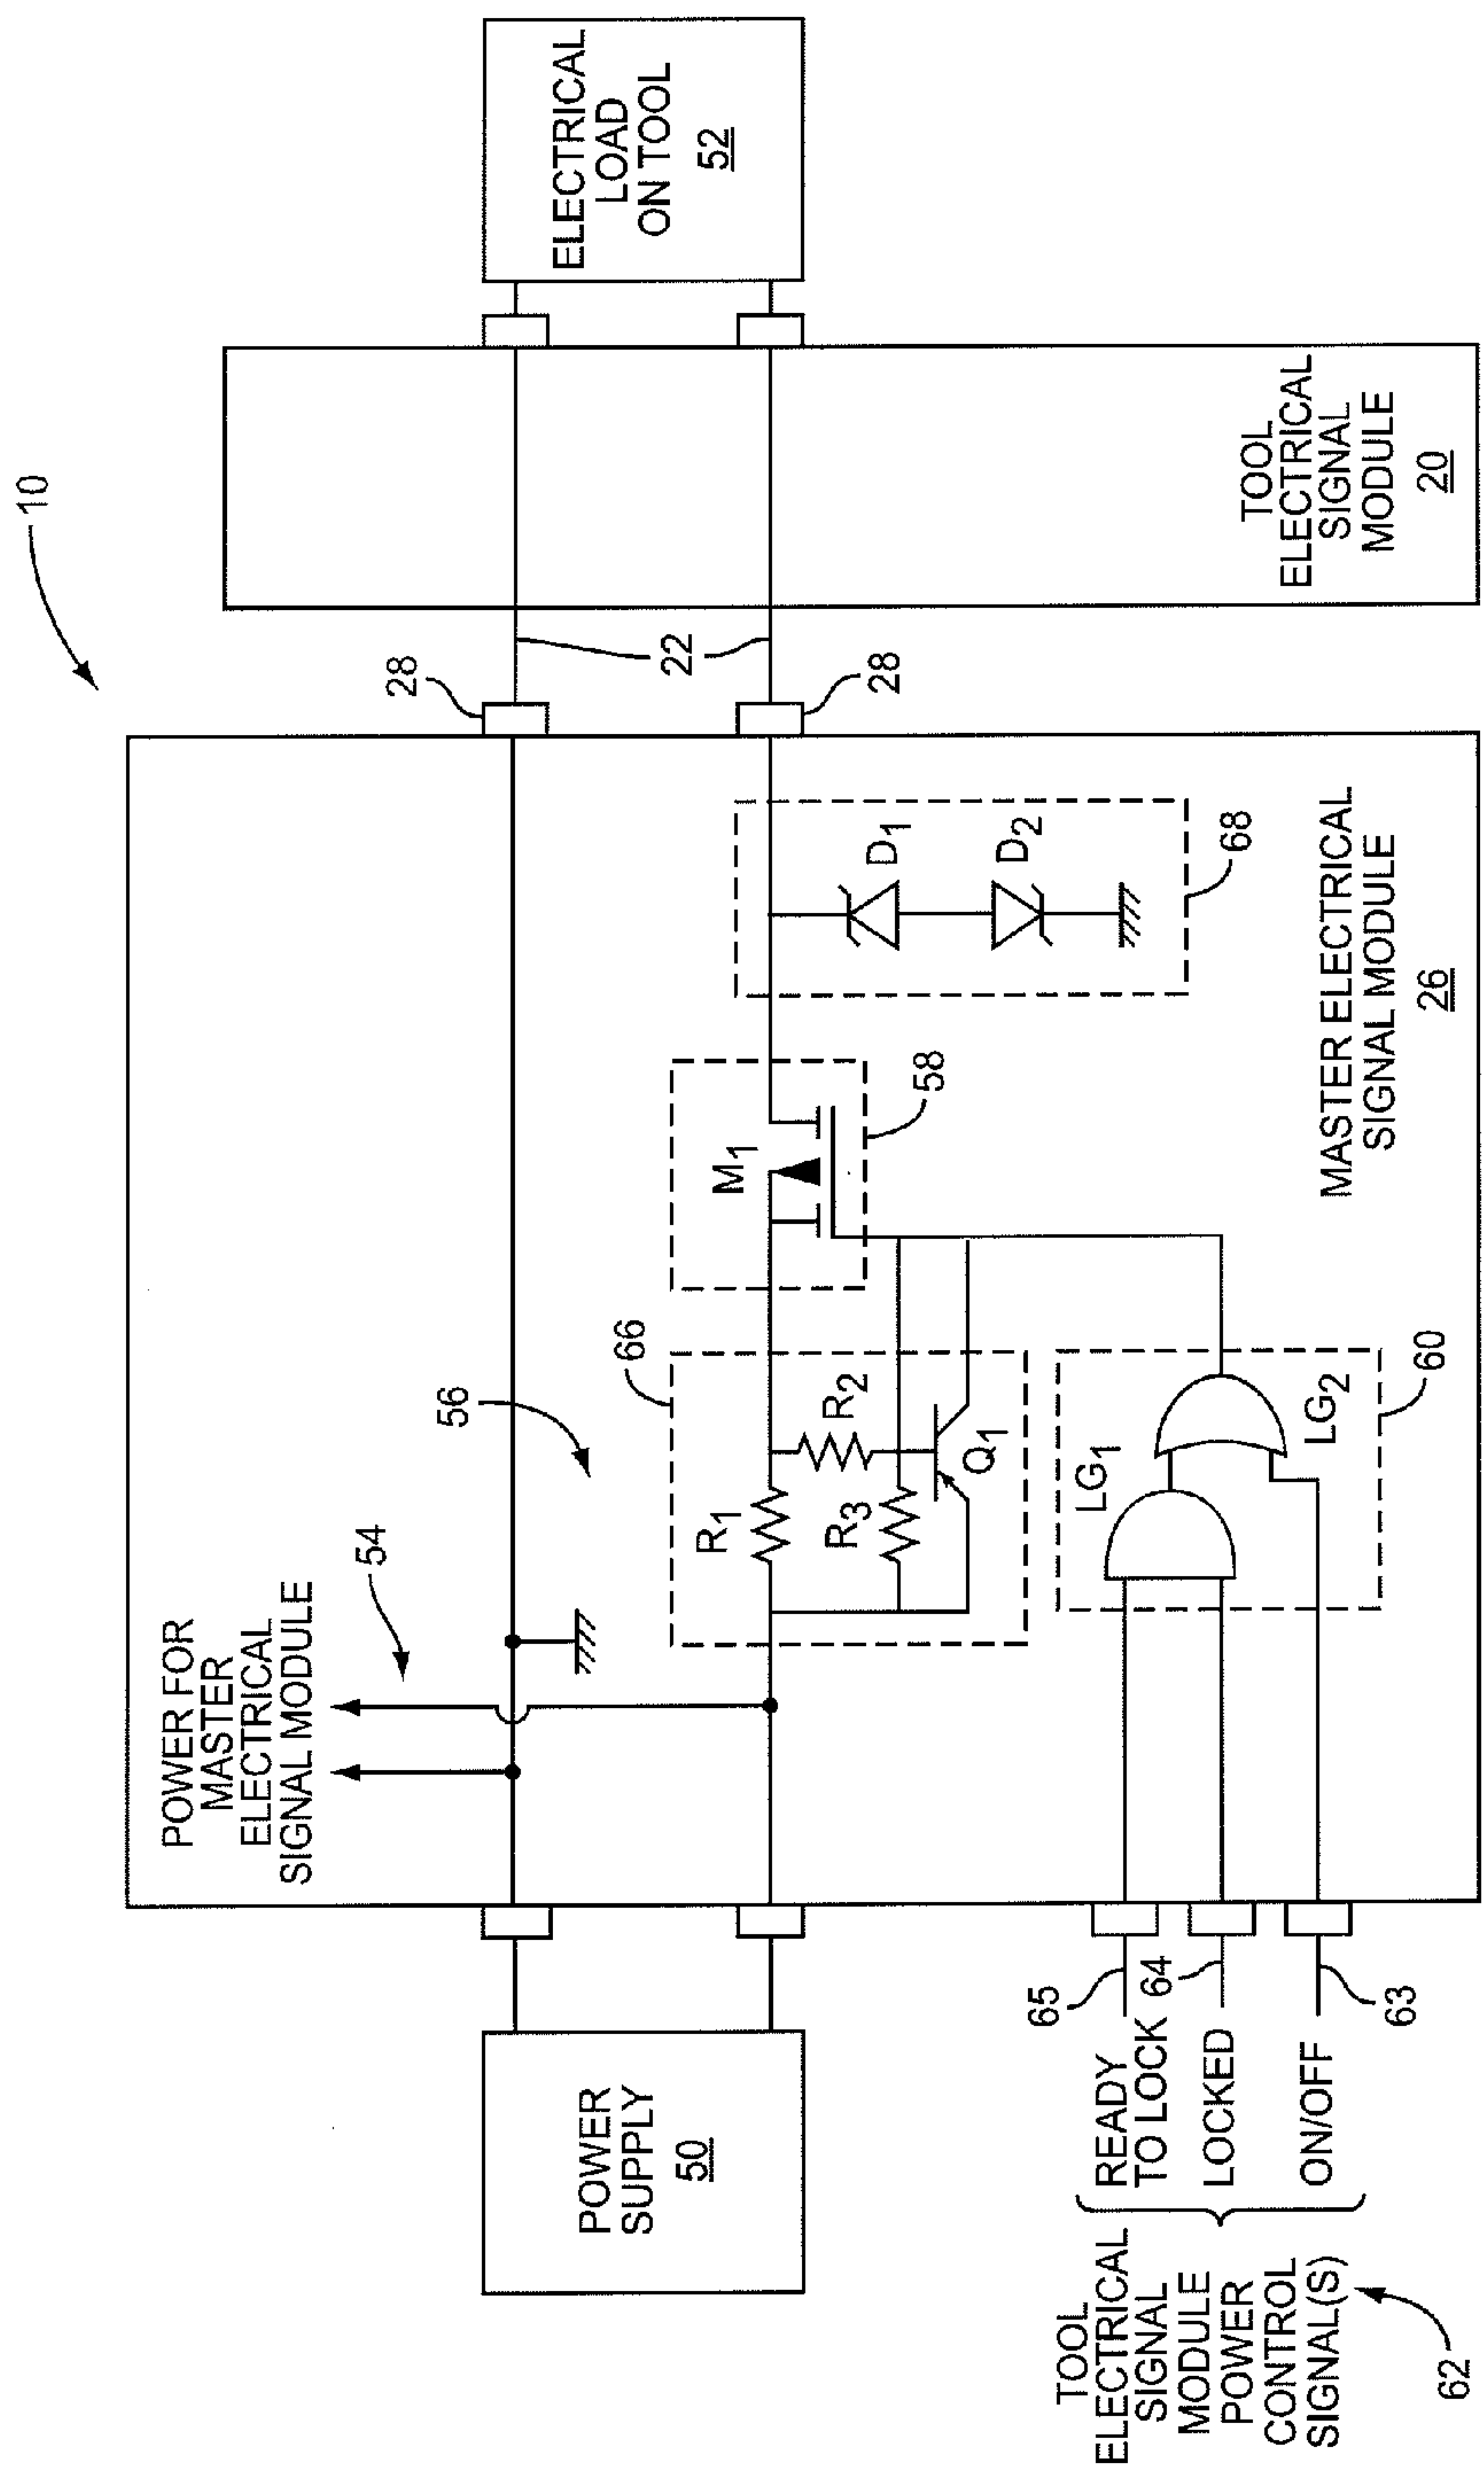 10
POWER FOR
MASTER
ELECTRICAL
SIGNAL MODULE
54
56
66
R1
R2
R3
Q1
M1
58
D1
D2
68
28
28
22
POWER
SUPPLY
50
ELECTRICAL
LOAD
ON TOOL
52
TOOL
ELECTRICAL
SIGNAL
MODULE
20
MASTER ELECTRICAL
SIGNAL MODULE
26
LG1
LG2
60
65
64
63
READY
TO LOCK
LOCKED
ON/OFF
TOOL
ELECTRICAL
SIGNAL
MODULE
POWER
CONTROL
SIGNAL(S)
62